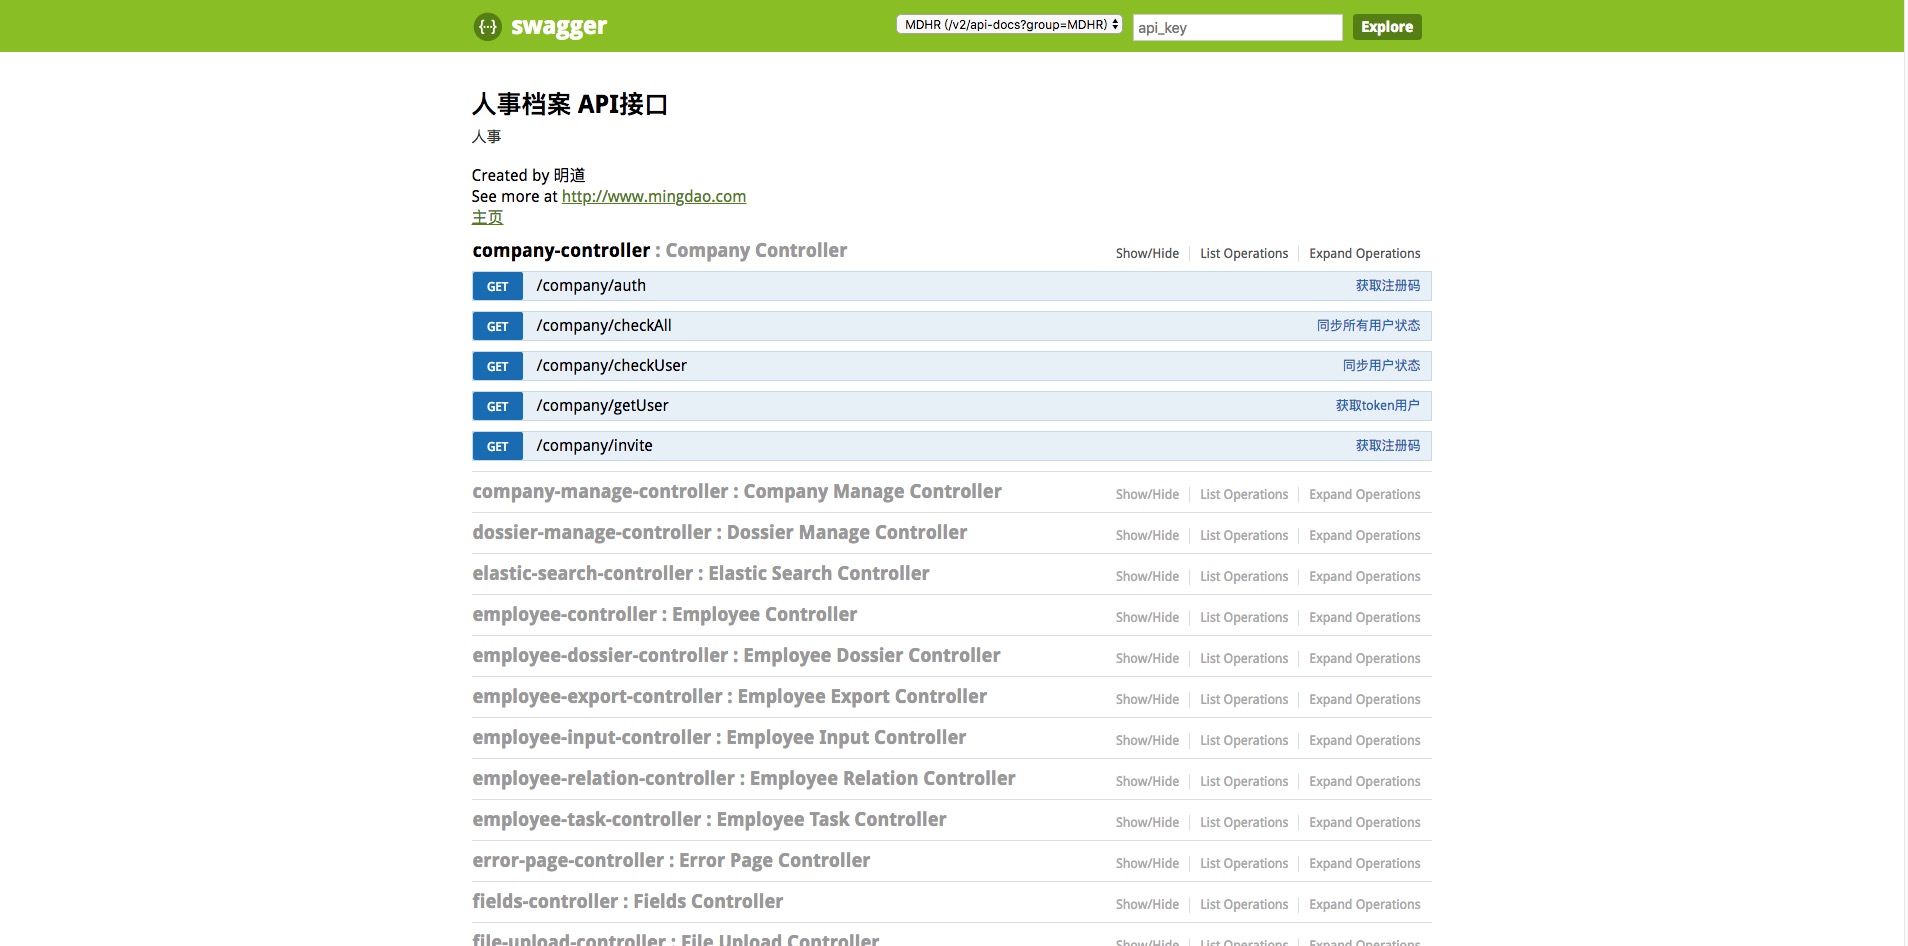 swagger MDHR (/v2/api-docs?group=MDHR) api_key Explore
人事档案 API接口
人事
Created by 明道
See more at http://www.mingdao.com
主页
company-controller : Company Controller Show/Hide List Operations Expand Operations
GET /company/auth 获取注册码
GET /company/checkAll 同步所有用户状态
GET /company/checkUser 同步用户状态
GET /company/getUser 获取token用户
GET /company/invite 获取注册码
company-manage-controller : Company Manage Controller Show/Hide List Operations Expand Operations
dossier-manage-controller : Dossier Manage Controller Show/Hide List Operations Expand Operations
elastic-search-controller : Elastic Search Controller Show/Hide List Operations Expand Operations
employee-controller : Employee Controller Show/Hide List Operations Expand Operations
employee-dossier-controller : Employee Dossier Controller Show/Hide List Operations Expand Operations
employee-export-controller : Employee Export Controller Show/Hide List Operations Expand Operations
employee-input-controller : Employee Input Controller Show/Hide List Operations Expand Operations
employee-relation-controller : Employee Relation Controller Show/Hide List Operations Expand Operations
employee-task-controller : Employee Task Controller Show/Hide List Operations Expand Operations
error-page-controller : Error Page Controller Show/Hide List Operations Expand Operations
fields-controller : Fields Controller Show/Hide List Operations Expand Operations
file-upload-controller : File Upload Controller Show/Hide List Operations Expand Operations